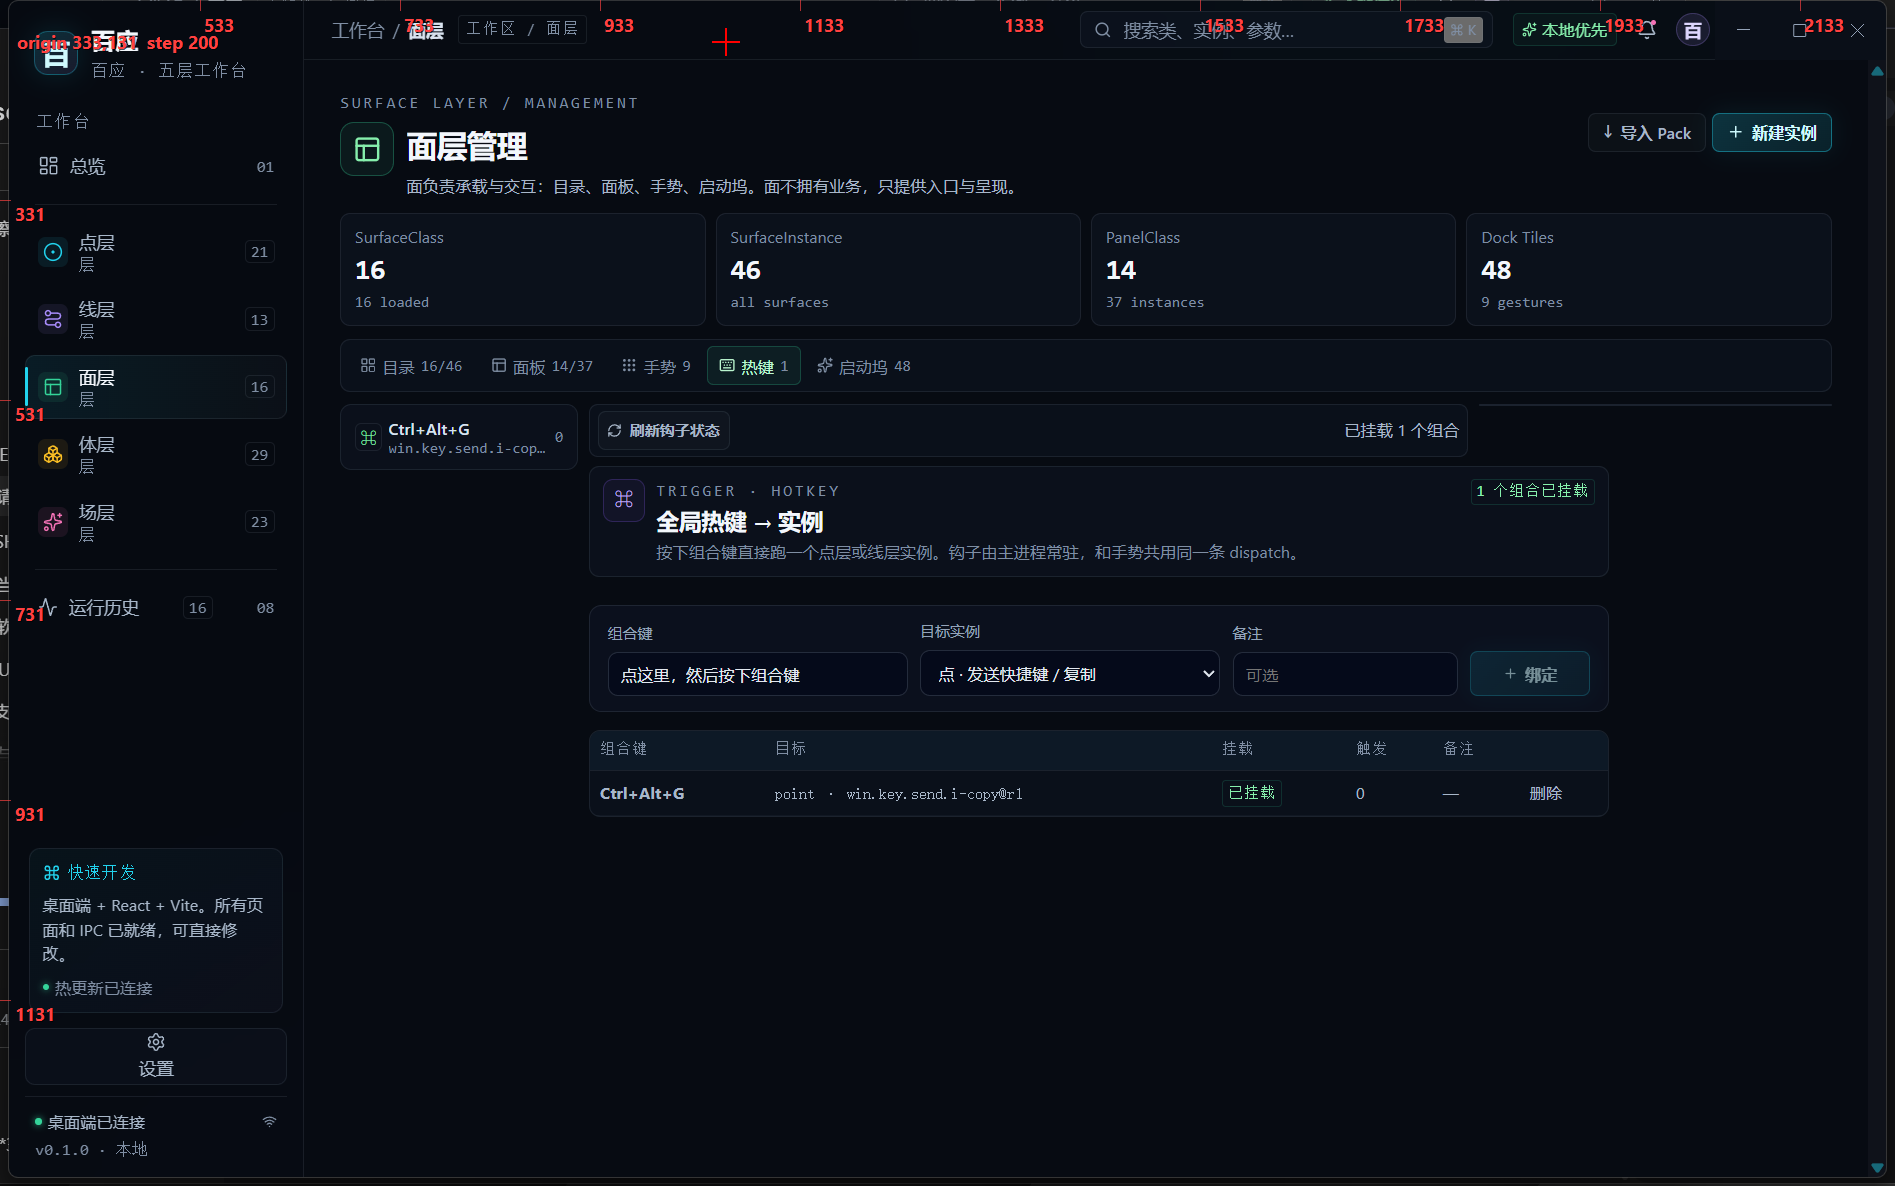 533 733 933 1133 1333 1533 1733 1933 2133
origin 333,131 step 200
百应
百
百应 · 五层工作台
工作台 / 面层
工作区 / 面层
搜索类、实例、参数...
⌘ K
本地优先
百
工作台
总览 01
331
点层
层
21
线层
层
13
面层
层
16
531
体层
层
29
场层
层
23
731
运行历史 16 08
931
⌘ 快速开发
桌面端 + React + Vite。所有页
面和 IPC 已就绪，可直接修
改。
热更新已连接
1131
设置
桌面端已连接
v0.1.0 · 本地
SURFACE LAYER / MANAGEMENT
面层管理
面负责承载与交互：目录、面板、手势、启动坞。面不拥有业务，只提供入口与呈现。
↓ 导入 Pack
+ 新建实例
SurfaceClass
16
16 loaded
SurfaceInstance
46
all surfaces
PanelClass
14
37 instances
Dock Tiles
48
9 gestures
目录 16/46
面板 14/37
手势 9
热键 1
启动坞 48
⌘
Ctrl+Alt+G
win.key.send.i-cop…
0
刷新钩子状态
已挂载 1 个组合
⌘
TRIGGER · HOTKEY
全局热键 → 实例
按下组合键直接跑一个点层或线层实例。钩子由主进程常驻，和手势共用同一条 dispatch。
1 个组合已挂载
组合键
点这里，然后按下组合键
目标实例
点 · 发送快捷键 / 复制
备注
可选
+ 绑定
组合键 目标 挂载 触发 备注
Ctrl+Alt+G point · win.key.send.i-copy@r1 已挂载 0 — 删除